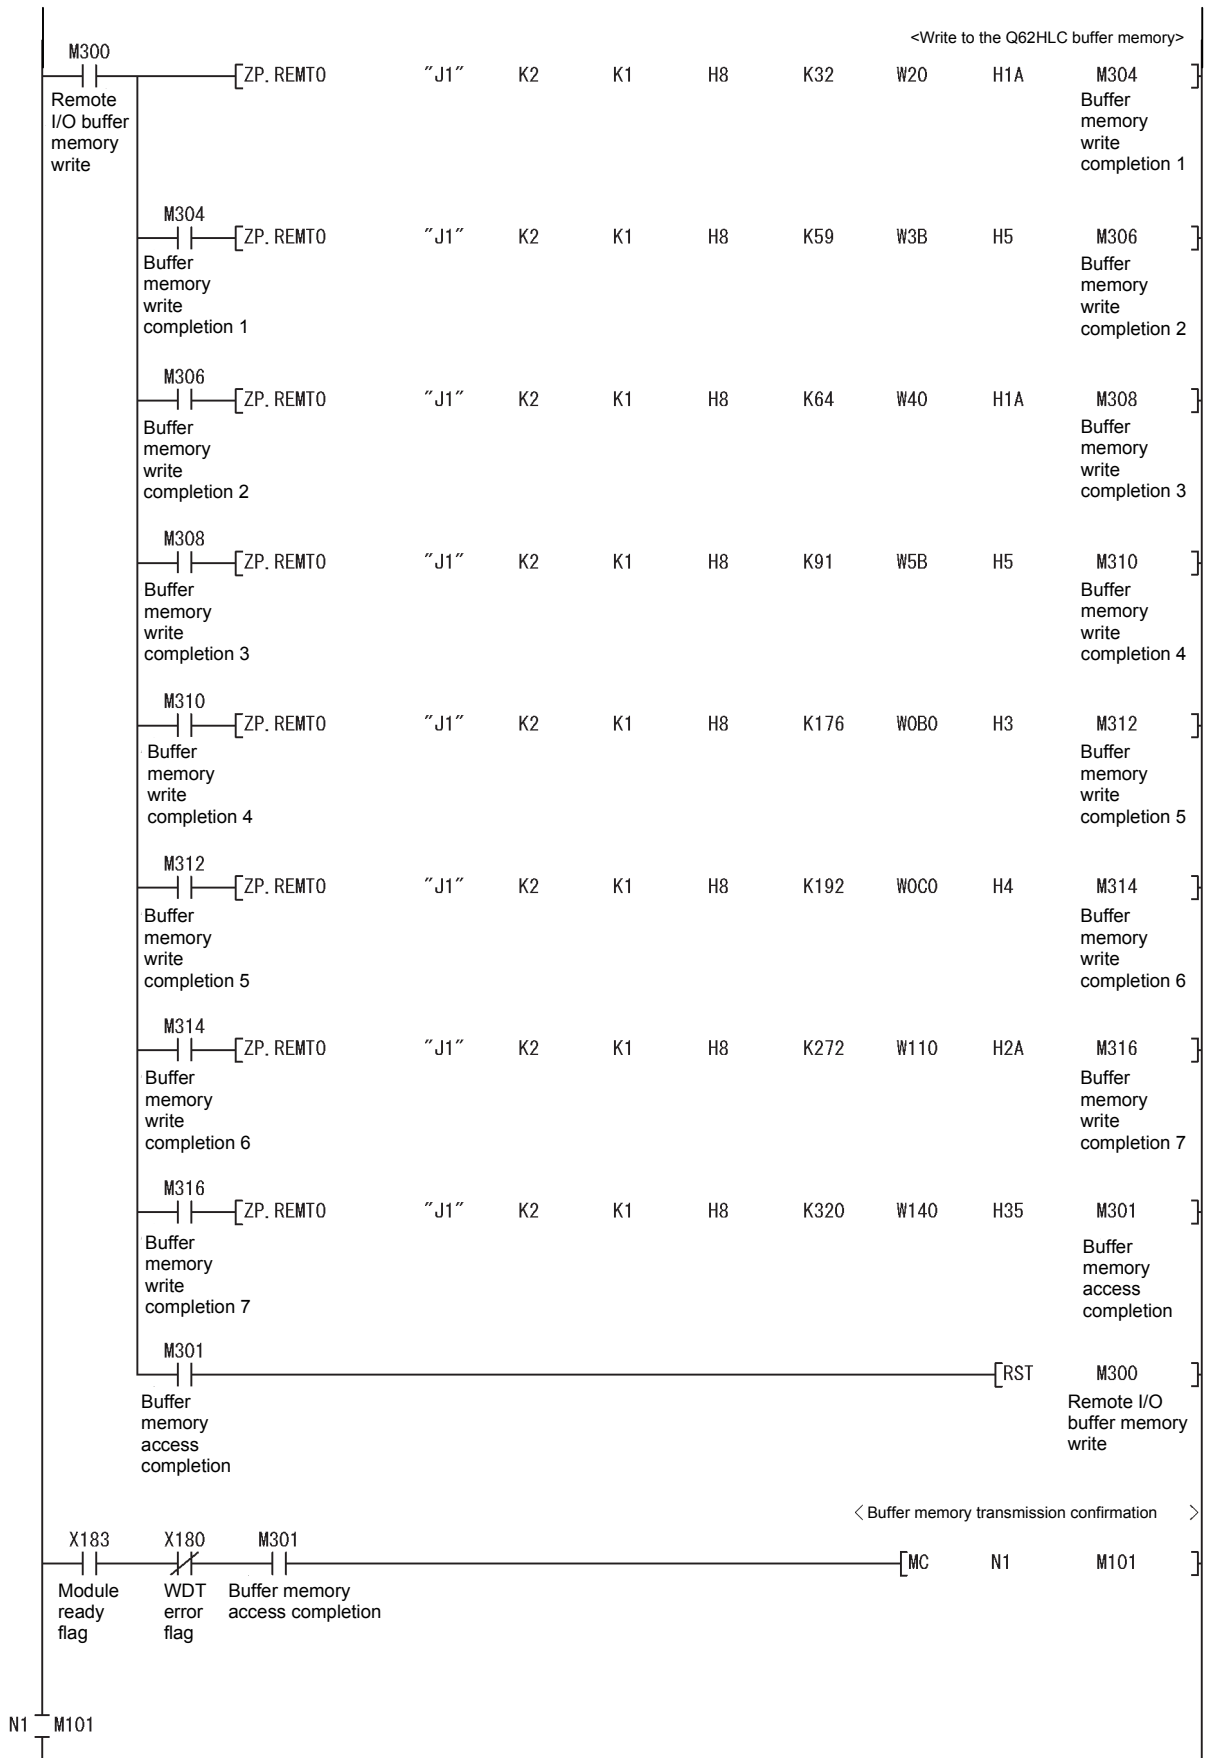 <Write to the Q62HLC buffer memory>
M300
ZP. REMTO "J1" K2 K1 H8 K32 W20 H1A M304
Remote
I/O buffer
memory
write
Buffer
memory
write
completion 1
M304
ZP. REMTO "J1" K2 K1 H8 K59 W3B H5 M306
Buffer
memory
write
completion 1
Buffer
memory
write
completion 2
M306
ZP. REMTO "J1" K2 K1 H8 K64 W40 H1A M308
Buffer
memory
write
completion 2
Buffer
memory
write
completion 3
M308
ZP. REMTO "J1" K2 K1 H8 K91 W5B H5 M310
Buffer
memory
write
completion 3
Buffer
memory
write
completion 4
M310
ZP. REMTO "J1" K2 K1 H8 K176 W0B0 H3 M312
Buffer
memory
write
completion 4
Buffer
memory
write
completion 5
M312
ZP. REMTO "J1" K2 K1 H8 K192 W0C0 H4 M314
Buffer
memory
write
completion 5
Buffer
memory
write
completion 6
M314
ZP. REMTO "J1" K2 K1 H8 K272 W110 H2A M316
Buffer
memory
write
completion 6
Buffer
memory
write
completion 7
M316
ZP. REMTO "J1" K2 K1 H8 K320 W140 H35 M301
Buffer
memory
write
completion 7
Buffer
memory
access
completion
M301
RST M300
Buffer
memory
access
completion
Remote I/O
buffer memory
write
<Buffer memory transmission confirmation >
X183 X180 M301
MC N1 M101
Module
ready
flag
WDT
error
flag
Buffer memory
access completion
N1 M101